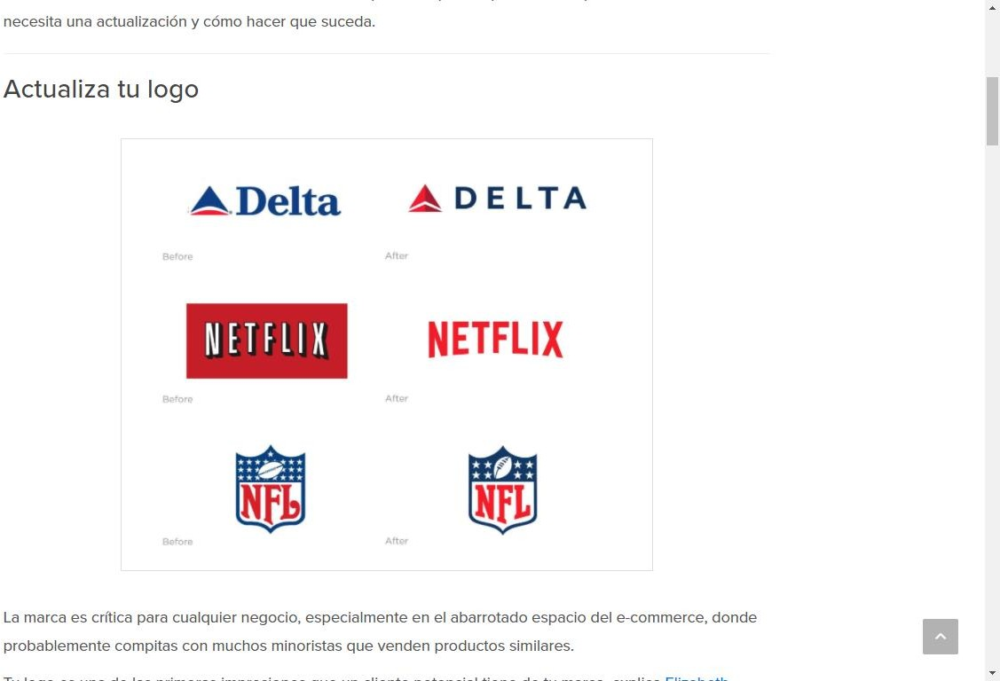 necesita una actualización y cómo hacer que suceda.
Actualiza tu logo
Delta
DELTA
Before
After
NETFLIX
NETFLIX
Before
After
NFL
NFL
Before
After
La marca es crítica para cualquier negocio, especialmente en el abarrotado espacio del e-commerce, donde
probablemente compitas con muchos minoristas que venden productos similares.
Tu logo es una de las primeras impresiones que un cliente potencial tiene de tu marca, explica Elizabeth